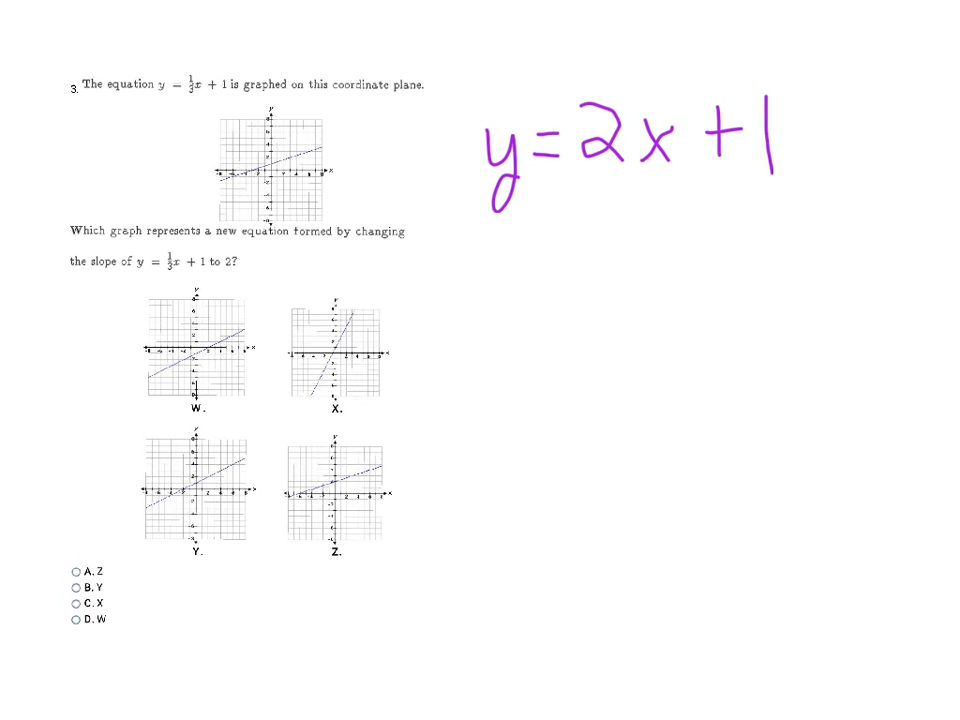 3. The equation y = 1/3x + 1 is graphed on this coordinate plane.
y = 2x + 1
Which graph represents a new equation formed by changing
the slope of y = 1/3x + 1 to 2?
W.
X.
Y.
Z.
A. Z
B. Y
C. X
D. W